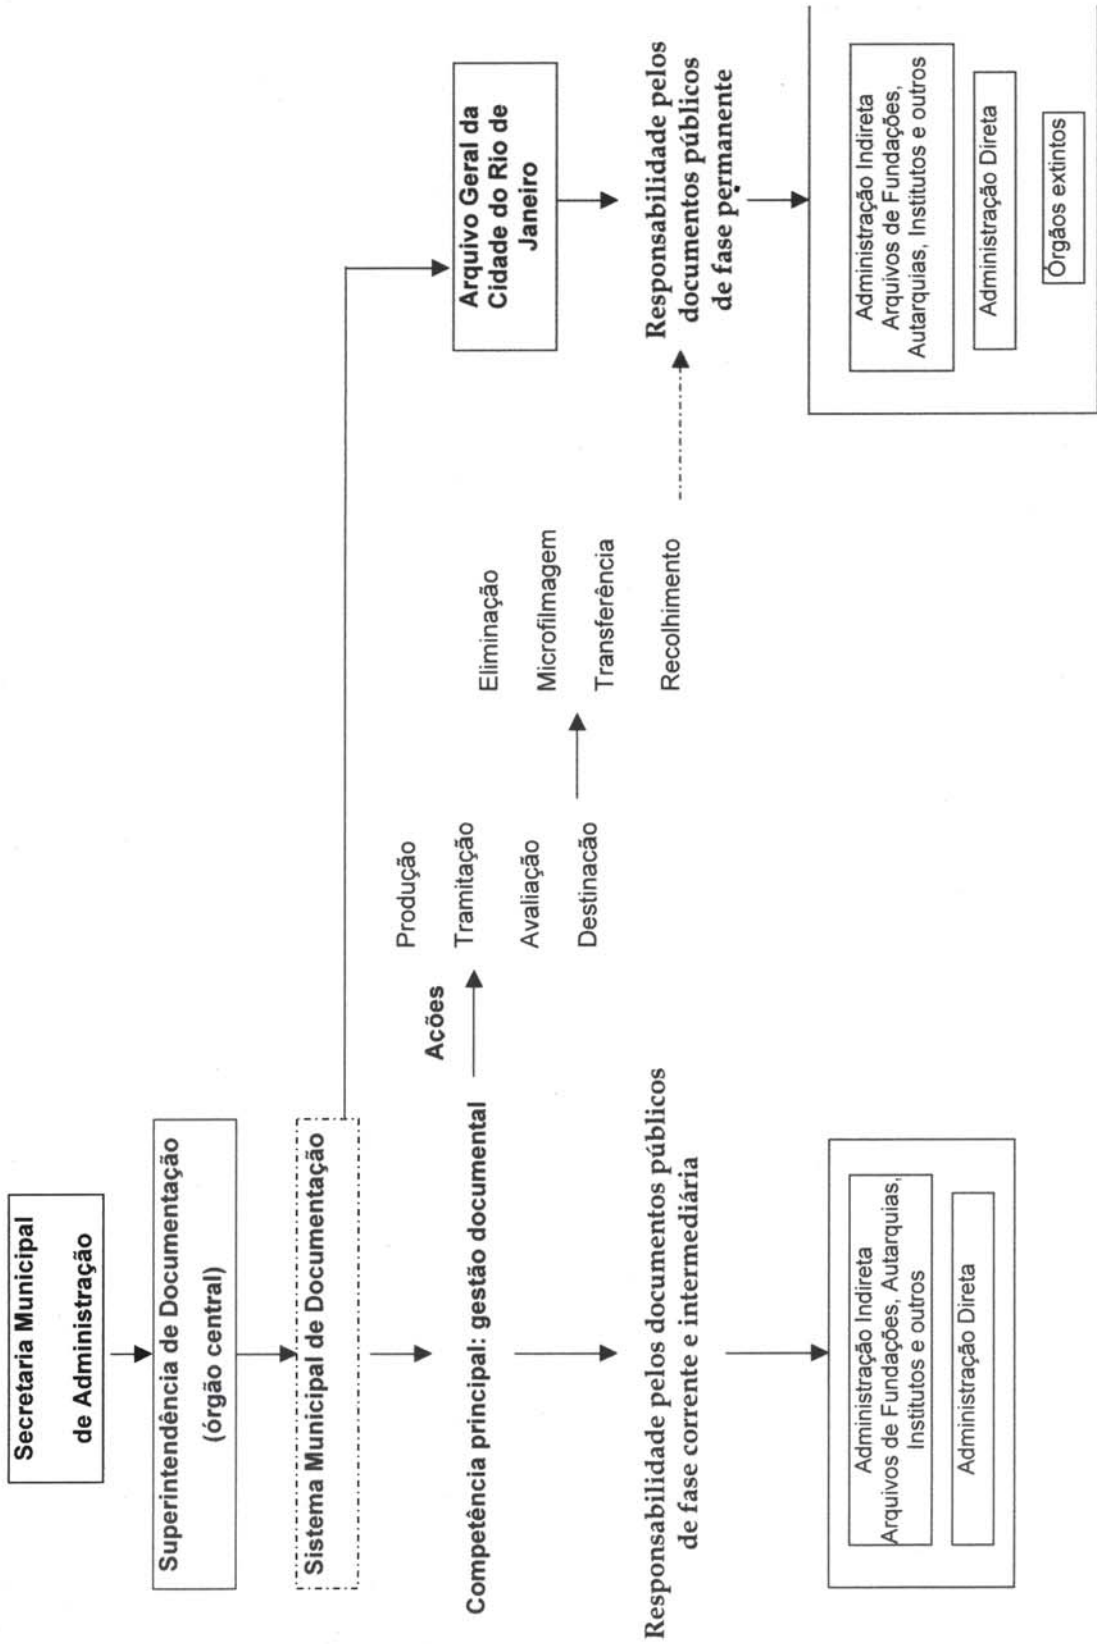 Secretaria Municipal
de Administração
Superintendência de Documentação
(órgão central)
Sistema Municipal de Documentação
Competência principal: gestão documental
Acões
Produção
Tramitação
Avaliação
Destinacão
Eliminação
Microfilmagem
Transferência
Recolhimento
Responsabilidade pelos documentos públicos
de fase corrente e intermediária
Administração Indireta
Arquivos de Fundações, Autarquias,
Institutos e outros
Administração Direta
Arquivo Geral da
Cidade do Rio de
Janeiro
Responsabilidade pelos
documentos públicos
de fase permanente
Administração Indireta
Arquivos de Fundações,
Autarquias, Institutos e outros
Administração Direta
Órgãos extintos